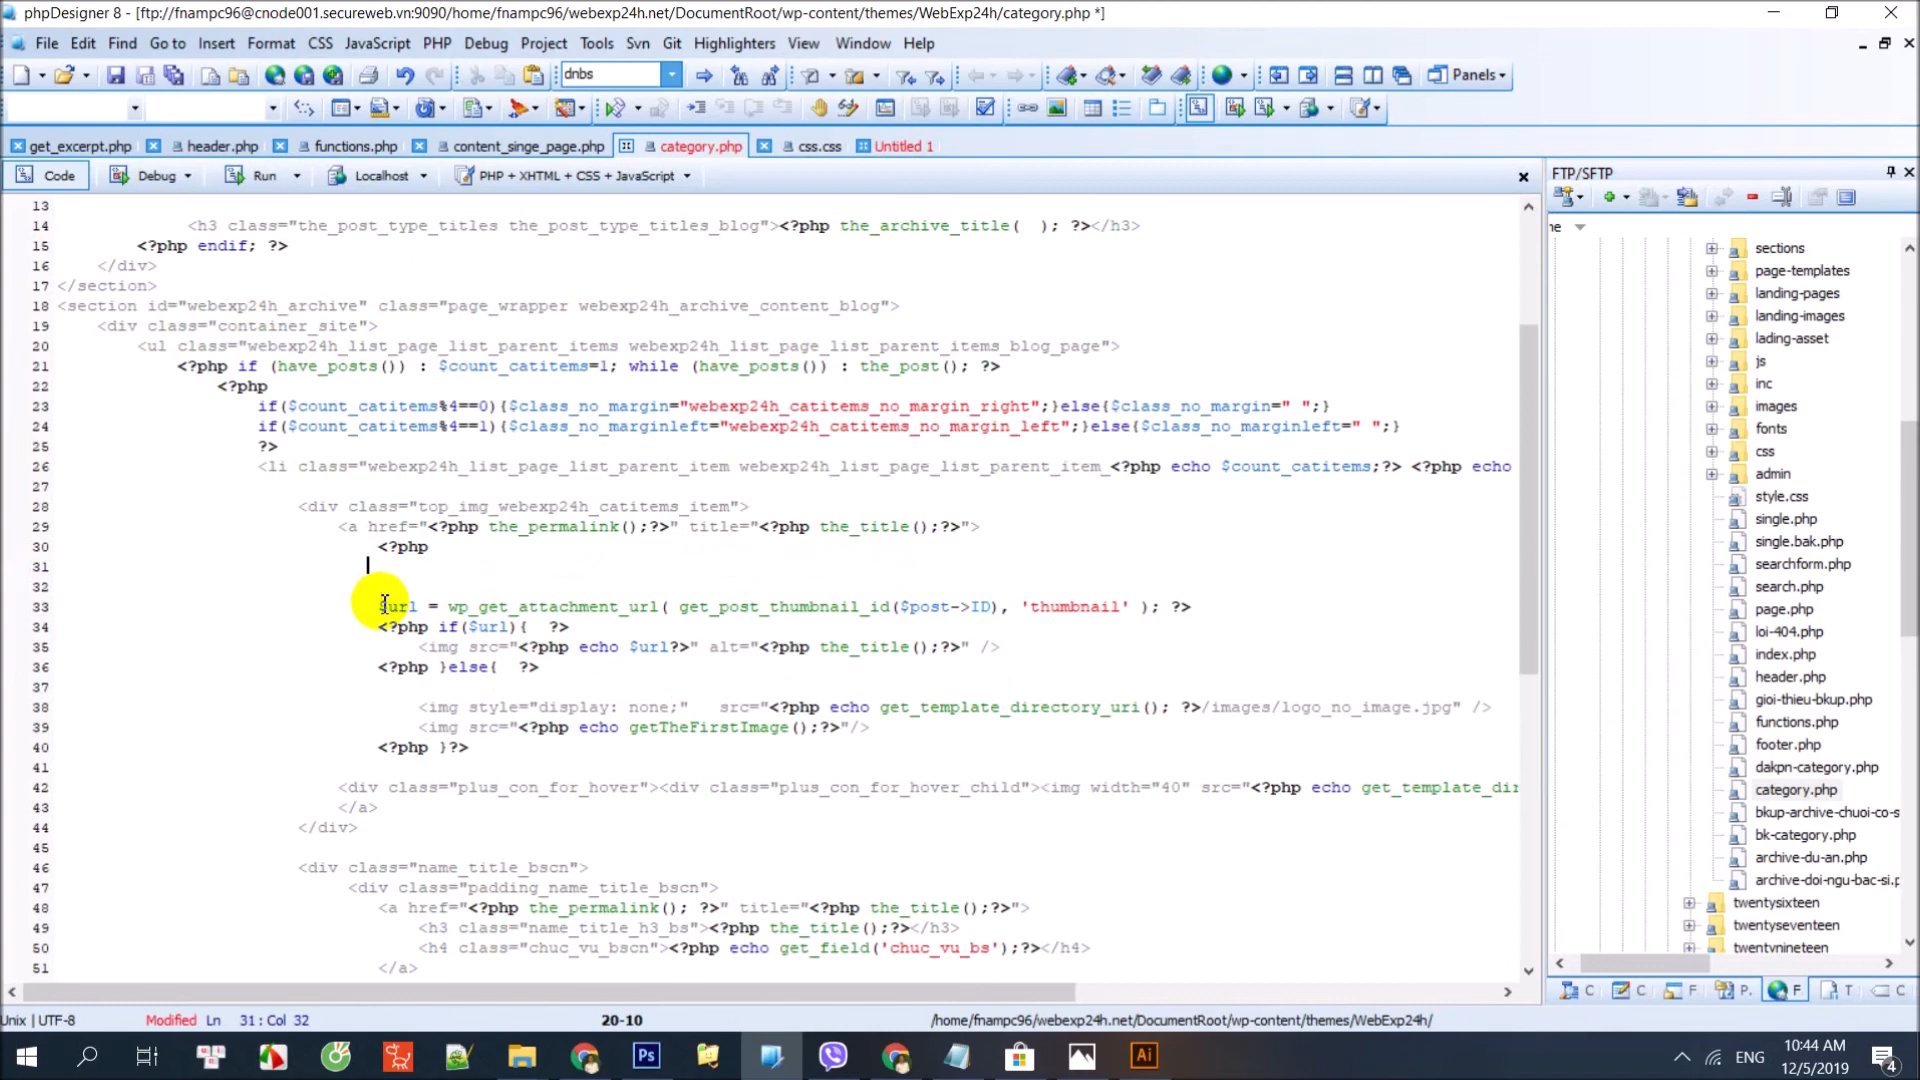 phpDesigner 8 - [ftp://fnampc96@cnode001.secureweb.vn:9090/home/fnampc96/webexp24h.net/DocumentRoot/wp-content/themes/WebExp24h/category.php *]
File Edit Find Go to Insert Format CSS JavaScript PHP Debug Project Tools Svn Git Highlighters View Window Help
dnbs
Panels
get_excerpt.php header.php functions.php content_singe_page.php category.php css.css Untitled 1
Code Debug Run Localhost PHP + XHTML + CSS + JavaScript
FTP/SFTP
13
14 <h3 class="the_post_type_titles the_post_type_titles_blog"><?php the_archive_title(  ); ?></h3>
15 <?php endif; ?>
16 </div>
17 </section>
18 <section id="webexp24h_archive" class="page_wrapper webexp24h_archive_content_blog">
19 <div class="container_site">
20 <ul class="webexp24h_list_page_list_parent_items webexp24h_list_page_list_parent_items_blog_page">
21 <?php if (have_posts()) : $count_catitems=1; while (have_posts()) : the_post(); ?>
22 <?php
23 if($count_catitems%4==0){$class_no_margin="webexp24h_catitems_no_margin_right";}else{$class_no_margin=" ";}
24 if($count_catitems%4==1){$class_no_marginleft="webexp24h_catitems_no_margin_left";}else{$class_no_marginleft=" ";}
25 ?>
26 <li class="webexp24h_list_page_list_parent_item webexp24h_list_page_list_parent_item_<?php echo $count_catitems;?> <?php echo
27
28 <div class="top_img_webexp24h_catitems_item">
29 <a href="<?php the_permalink();?>" title="<?php the_title();?>">
30 <?php
31
32
33 $url = wp_get_attachment_url( get_post_thumbnail_id($post->ID), 'thumbnail' ); ?>
34 <?php if($url){  ?>
35 <img src="<?php echo $url?>" alt="<?php the_title();?>" />
36 <?php }else{  ?>
37
38 <img style="display: none;"   src="<?php echo get_template_directory_uri(); ?>/images/logo_no_image.jpg" />
39 <img src="<?php echo getTheFirstImage();?>"/>
40 <?php }?>
41
42 <div class="plus_con_for_hover"><div class="plus_con_for_hover_child"><img width="40" src="<?php echo get_template_dir
43 </a>
44 </div>
45
46 <div class="name_title_bscn">
47 <div class="padding_name_title_bscn">
48 <a href="<?php the_permalink(); ?>" title="<?php the_title();?>">
49 <h3 class="name_title_h3_bs"><?php the_title();?></h3>
50 <h4 class="chuc_vu_bscn"><?php echo get_field('chuc_vu_bs');?></h4>
51 </a>
ne
sections
page-templates
landing-pages
landing-images
lading-asset
js
inc
images
fonts
css
admin
style.css
single.php
single.bak.php
searchform.php
search.php
page.php
loi-404.php
index.php
header.php
gioi-thieu-bkup.php
functions.php
footer.php
dakpn-category.php
category.php
bkup-archive-chuoi-co-s
bk-category.php
archive-du-an.php
archive-doi-ngu-bac-si.p
twentysixteen
twentyseventeen
twentynineteen
C C F P. F T C
Unix | UTF-8 Modified Ln 31 : Col 32 20-10 /home/fnampc96/webexp24h.net/DocumentRoot/wp-content/themes/WebExp24h/
Ps Ai ENG
10:44 AM
12/5/2019
4